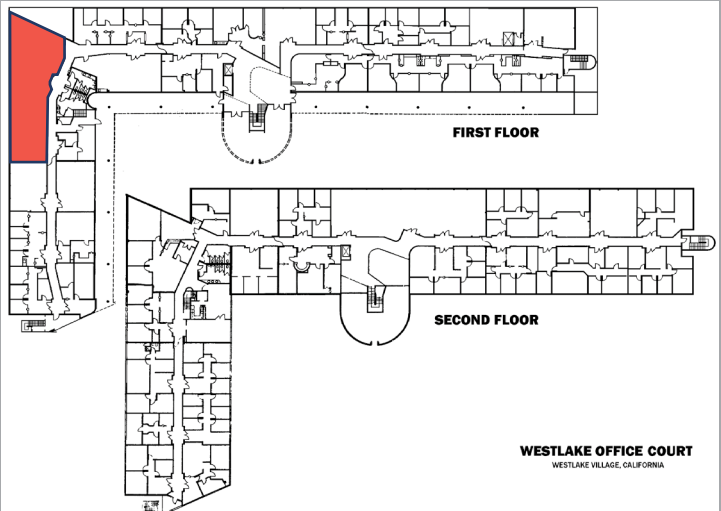 FIRST FLOOR
SECOND FLOOR
WESTLAKE OFFICE COURT
WESTLAKE VILLAGE, CALIFORNIA